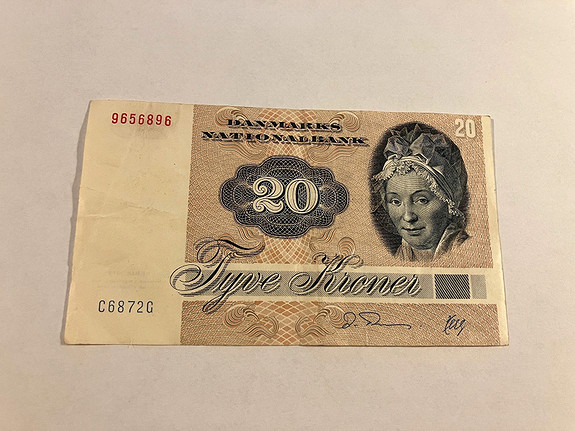 9656896
DANMARKS
NATIONALBANK
20
20
Tyve Kroner
C6872G